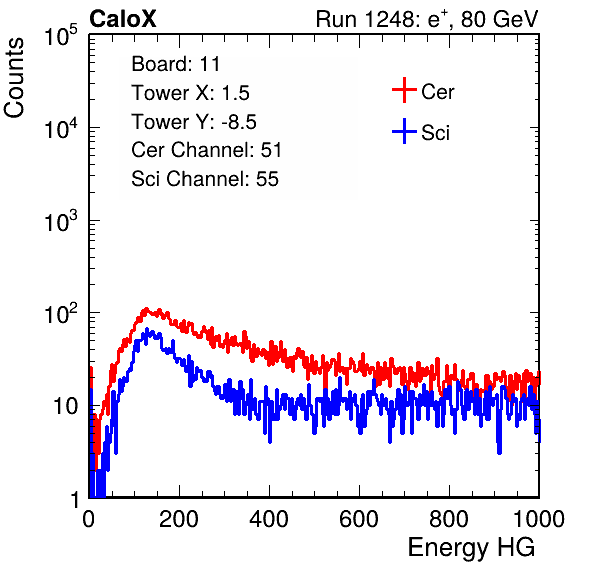 CaloX Run 1248: e⁺, 80 GeV
Counts
10⁵
10⁴
10³
10²
10
1
Board: 11
Tower X: 1.5
Tower Y: -8.5
Cer Channel: 51
Sci Channel: 55
Cer
Sci
0 200 400 600 800 1000
Energy HG